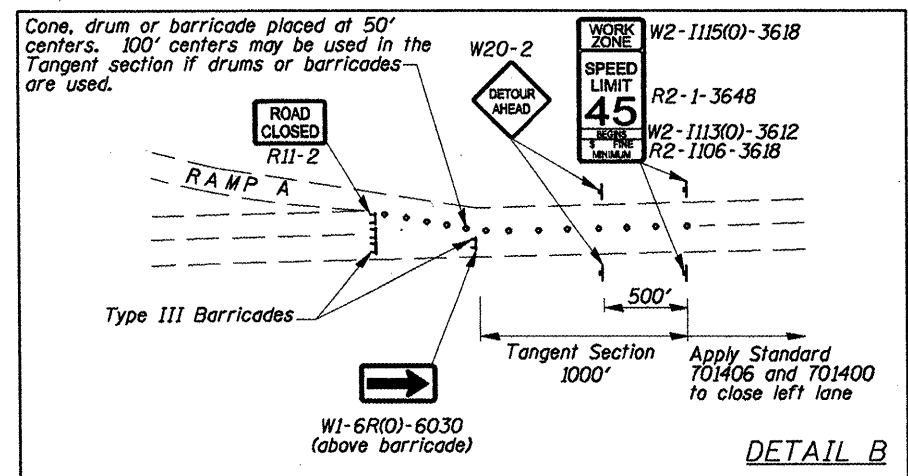 Cone, drum or barricade placed at 50'
centers. 100' centers may be used in the
Tangent section if drums or barricades
are used.
W20-2
DETOUR
AHEAD
WORK
ZONE
W2-I115(0)-3618
SPEED
LIMIT
45
R2-1-3648
BEGINS
W2-I113(0)-3612
$ FINE
MINIMUM
R2-I106-3618
ROAD
CLOSED
R11-2
RAMP A
500'
Type III Barricades
Tangent Section
1000'
Apply Standard
701406 and 701400
to close left lane
W1-6R(0)-6030
(above barricade)
DETAIL B